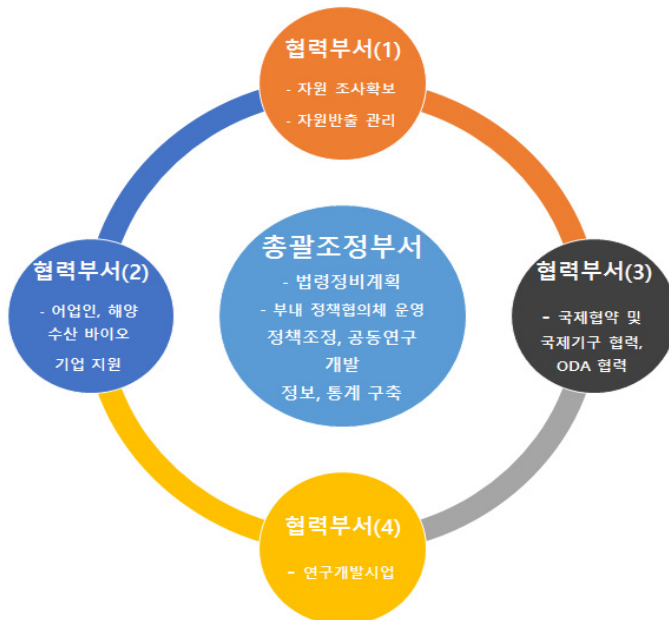 협력부서(1)
- 자원 조사확보
- 자원반출 관리
총괄조정부서
- 법령정비계획
- 부내 정책협의체 운영
정책조정, 공동연구
개발
정보, 통계 구축
협력부서(2)
- 어업인, 해양
수산 바이오
기업 지원
협력부서(3)
- 국제협약 및
국제기구 협력,
ODA 협력
협력부서(4)
- 연구개발사업